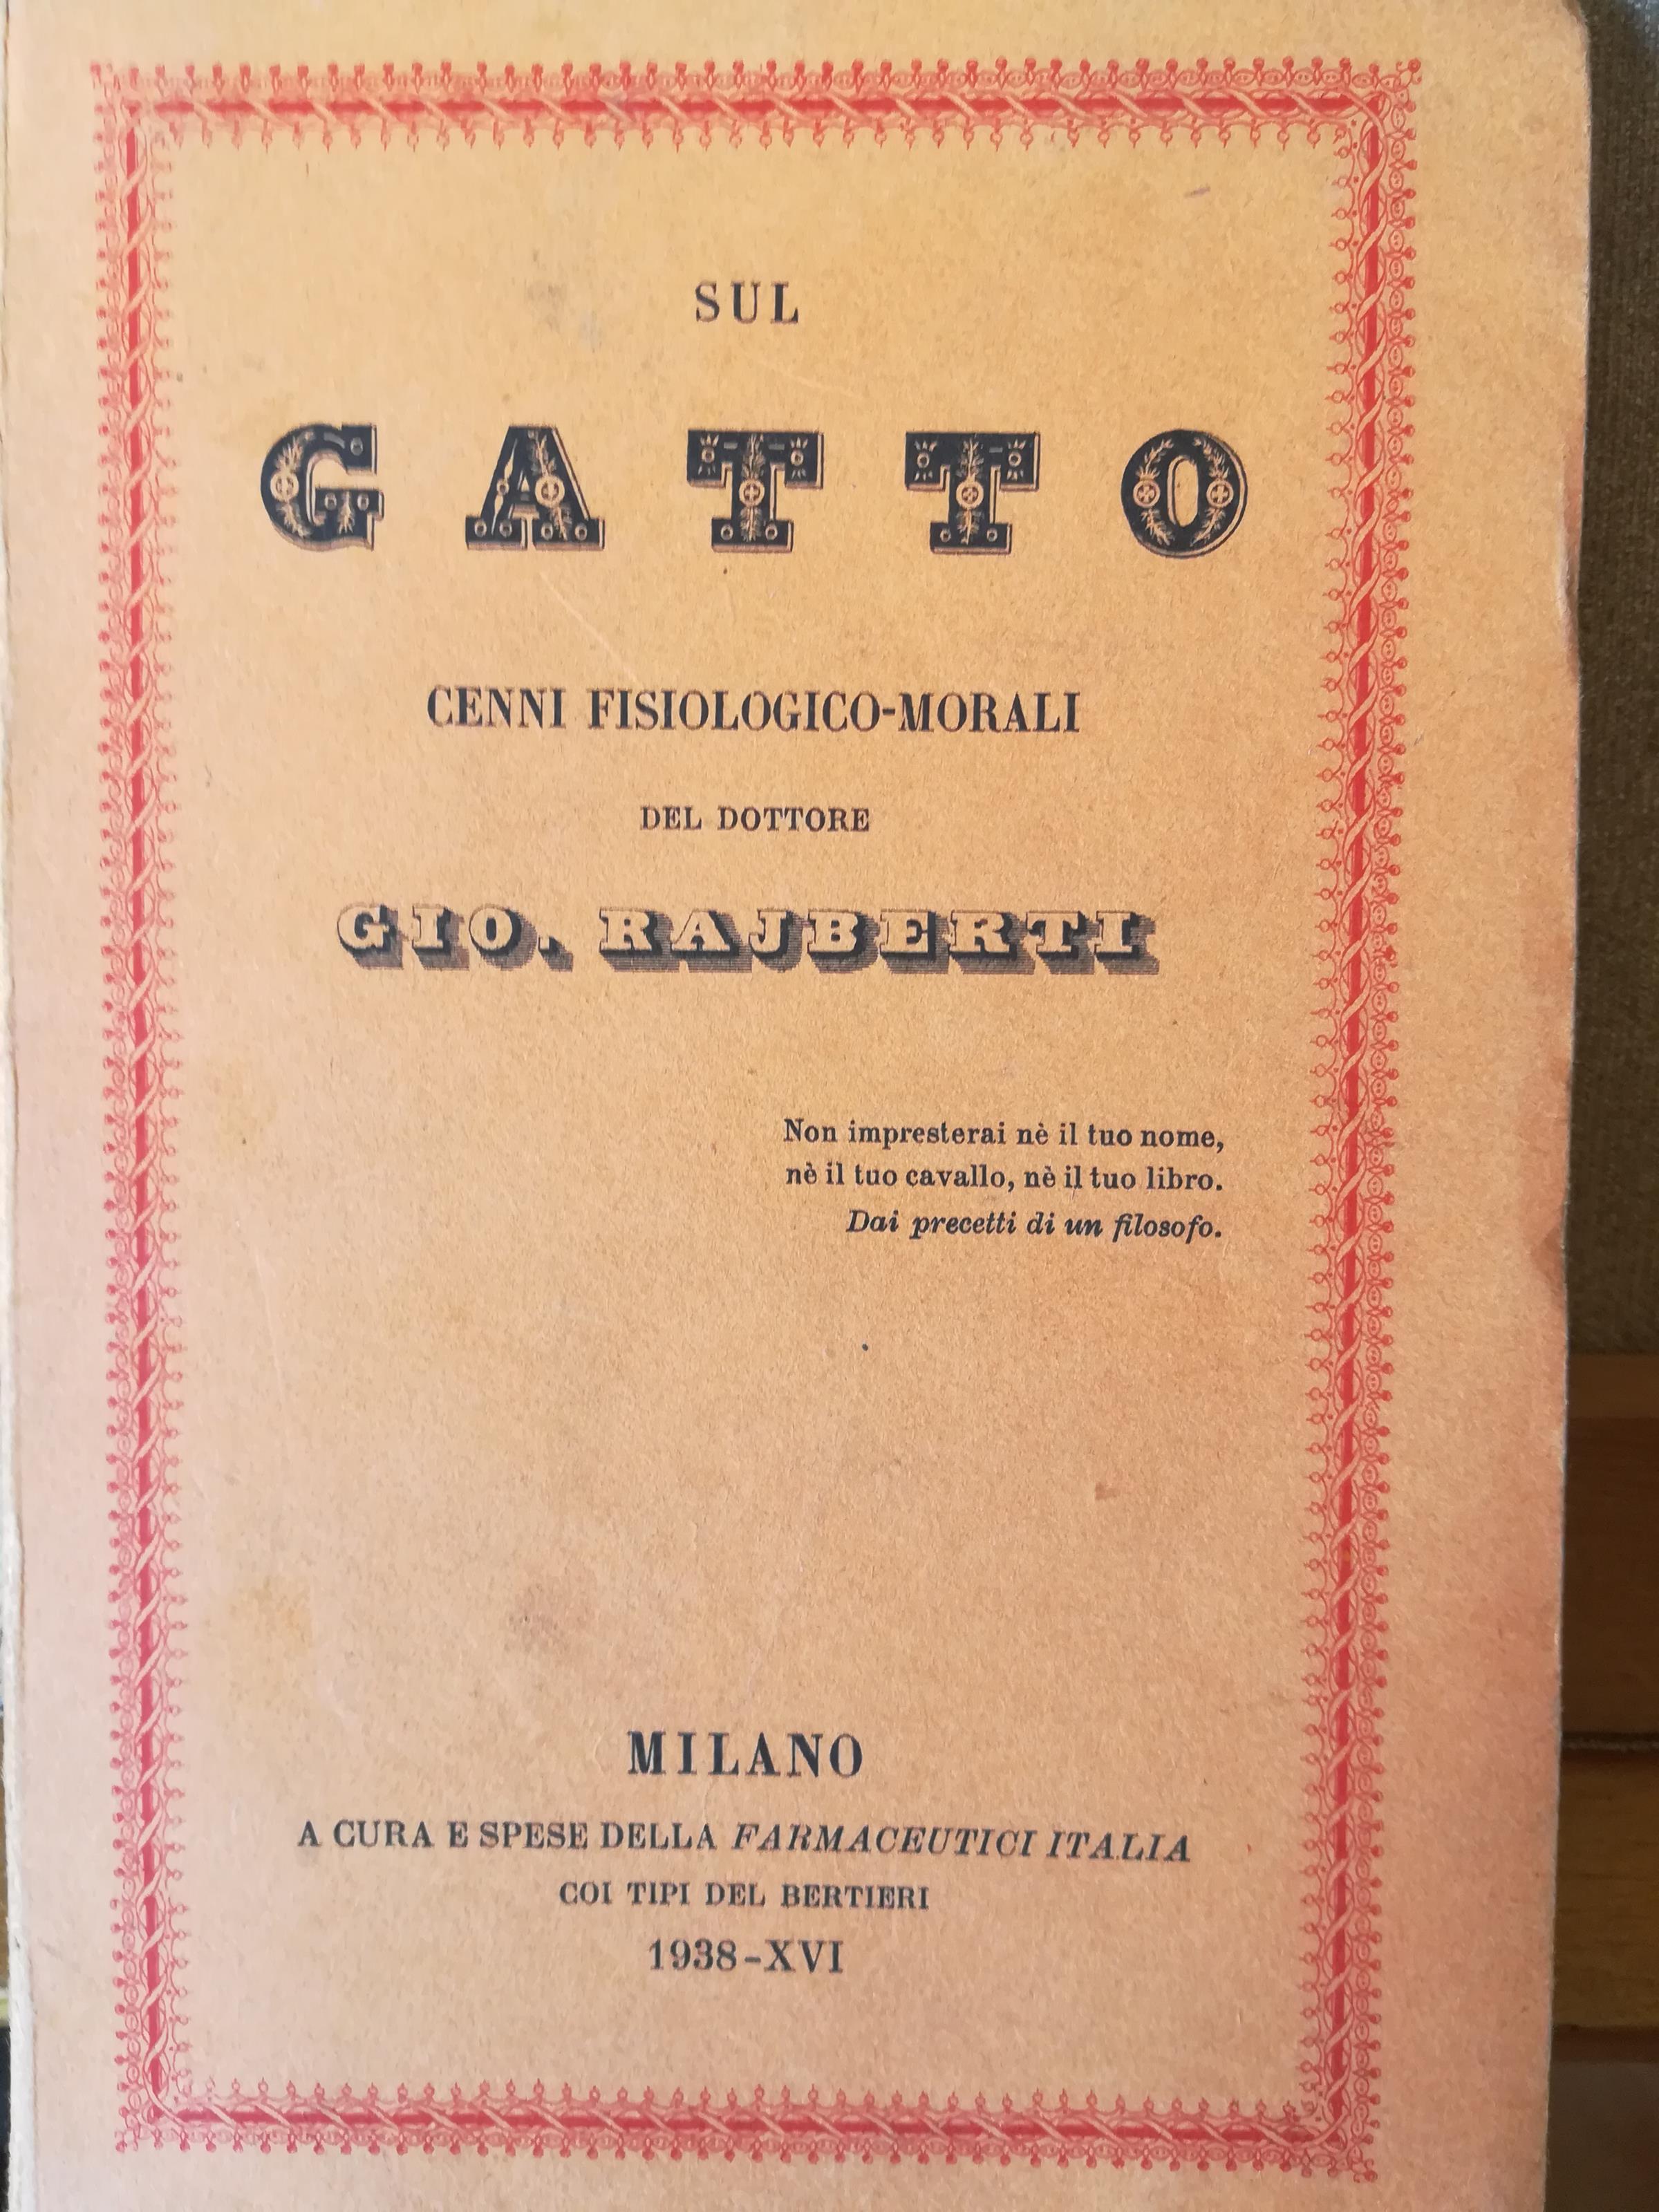 SUL
GATTO
CENNI FISIOLOGICO-MORALI
DEL DOTTORE
GIO. RAJBERTI
Non impresterai nè il tuo nome,
nè il tuo cavallo, nè il tuo libro.
Dai precetti di un filosofo.
MILANO
A CURA E SPESE DELLA FARMACEUTICI ITALIA
COI TIPI DEL BERTIERI
1938-XVI